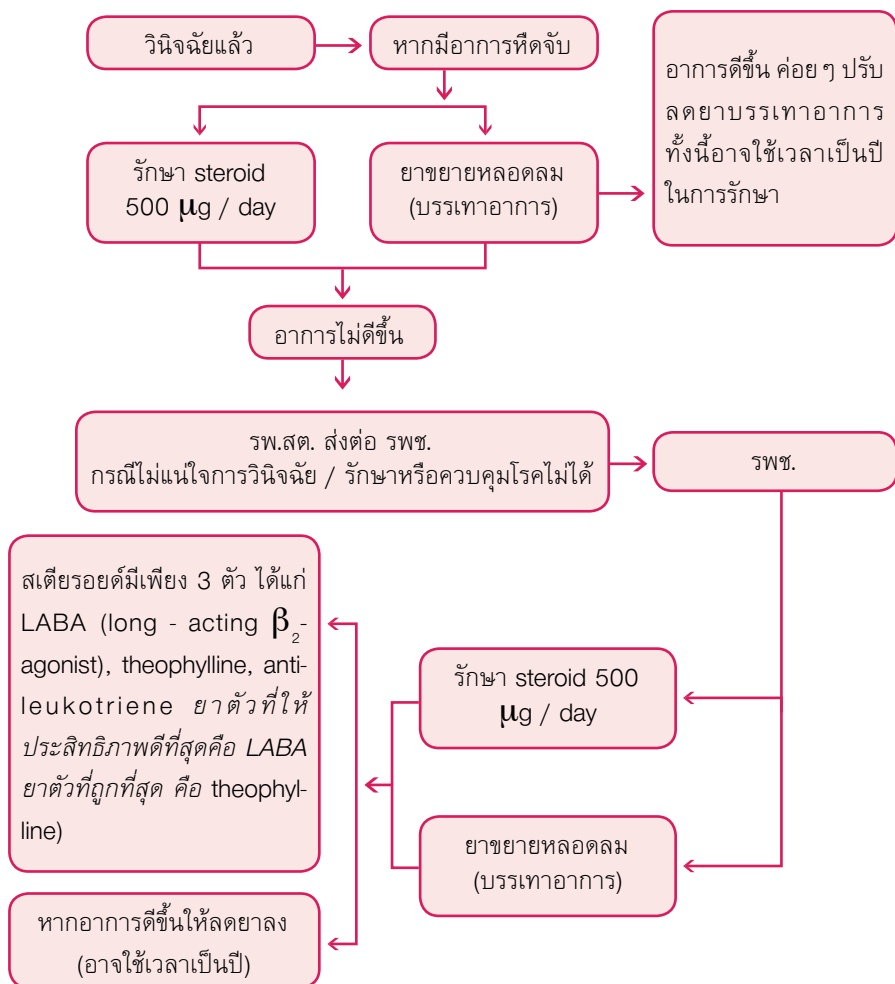 วินิจฉัยแล้ว
หากมีอาการหืดจับ
อาการดีขึ้น ค่อย ๆ ปรับ
ลดยาบรรเทาอาการ
ทั้งนี้อาจใช้เวลาเป็นปี
ในการรักษา
รักษา steroid
500 μg / day
ยาขยายหลอดลม
(บรรเทาอาการ)
อาการไม่ดีขึ้น
รพ.สต. ส่งต่อ รพช.
กรณีไม่แน่ใจการวินิจฉัย / รักษาหรือควบคุมโรคไม่ได้
รพช.
สเตียรอยด์มีเพียง 3 ตัว ได้แก่
LABA (long - acting β₂-
agonist), theophylline, anti-
leukotriene ยาตัวที่ให้
ประสิทธิภาพดีที่สุดคือ LABA
ยาตัวที่ถูกที่สุด คือ theophyl-
line)
รักษา steroid 500
μg / day
ยาขยายหลอดลม
(บรรเทาอาการ)
หากอาการดีขึ้นให้ลดยาลง
(อาจใช้เวลาเป็นปี)